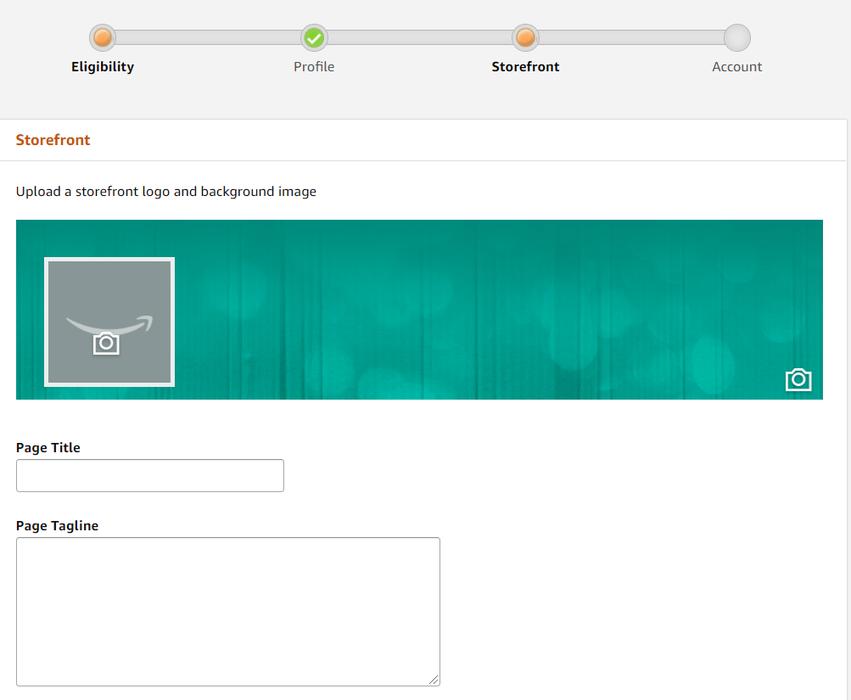 Eligibility Profile Storefront Account
Storefront
Upload a storefront logo and background image
Page Title
Page Tagline